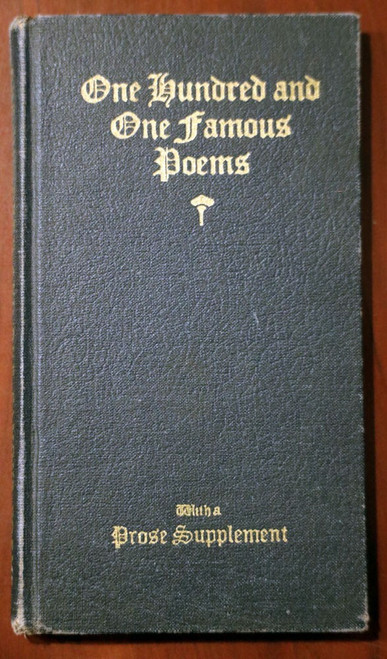 One Hundred and
One Famous
Poems
With a
Prose Supplement